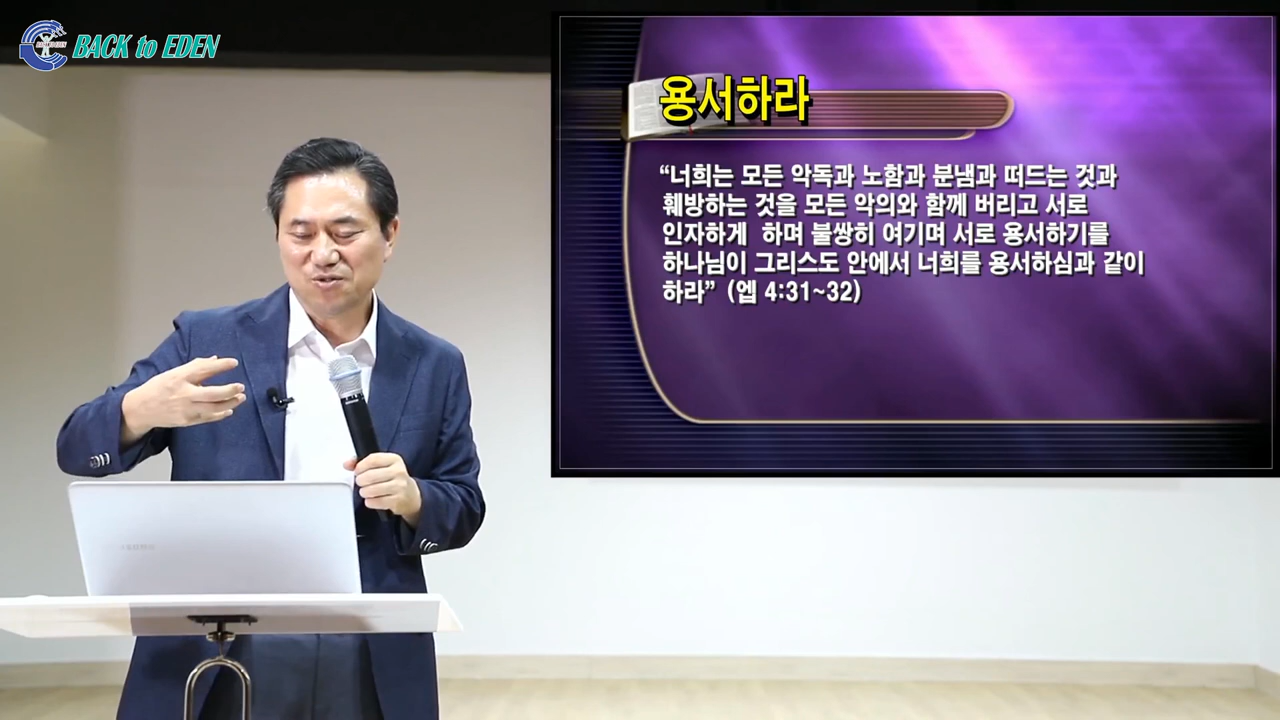 BACK to EDEN
용서하라
“너희는 모든 악독과 노함과 분냄과 떠드는 것과
훼방하는 것을 모든 악의와 함께 버리고 서로
인자하게 하며 불쌍히 여기며 서로 용서하기를
하나님이 그리스도 안에서 너희를 용서하심과 같이
하라” (엡 4:31~32)